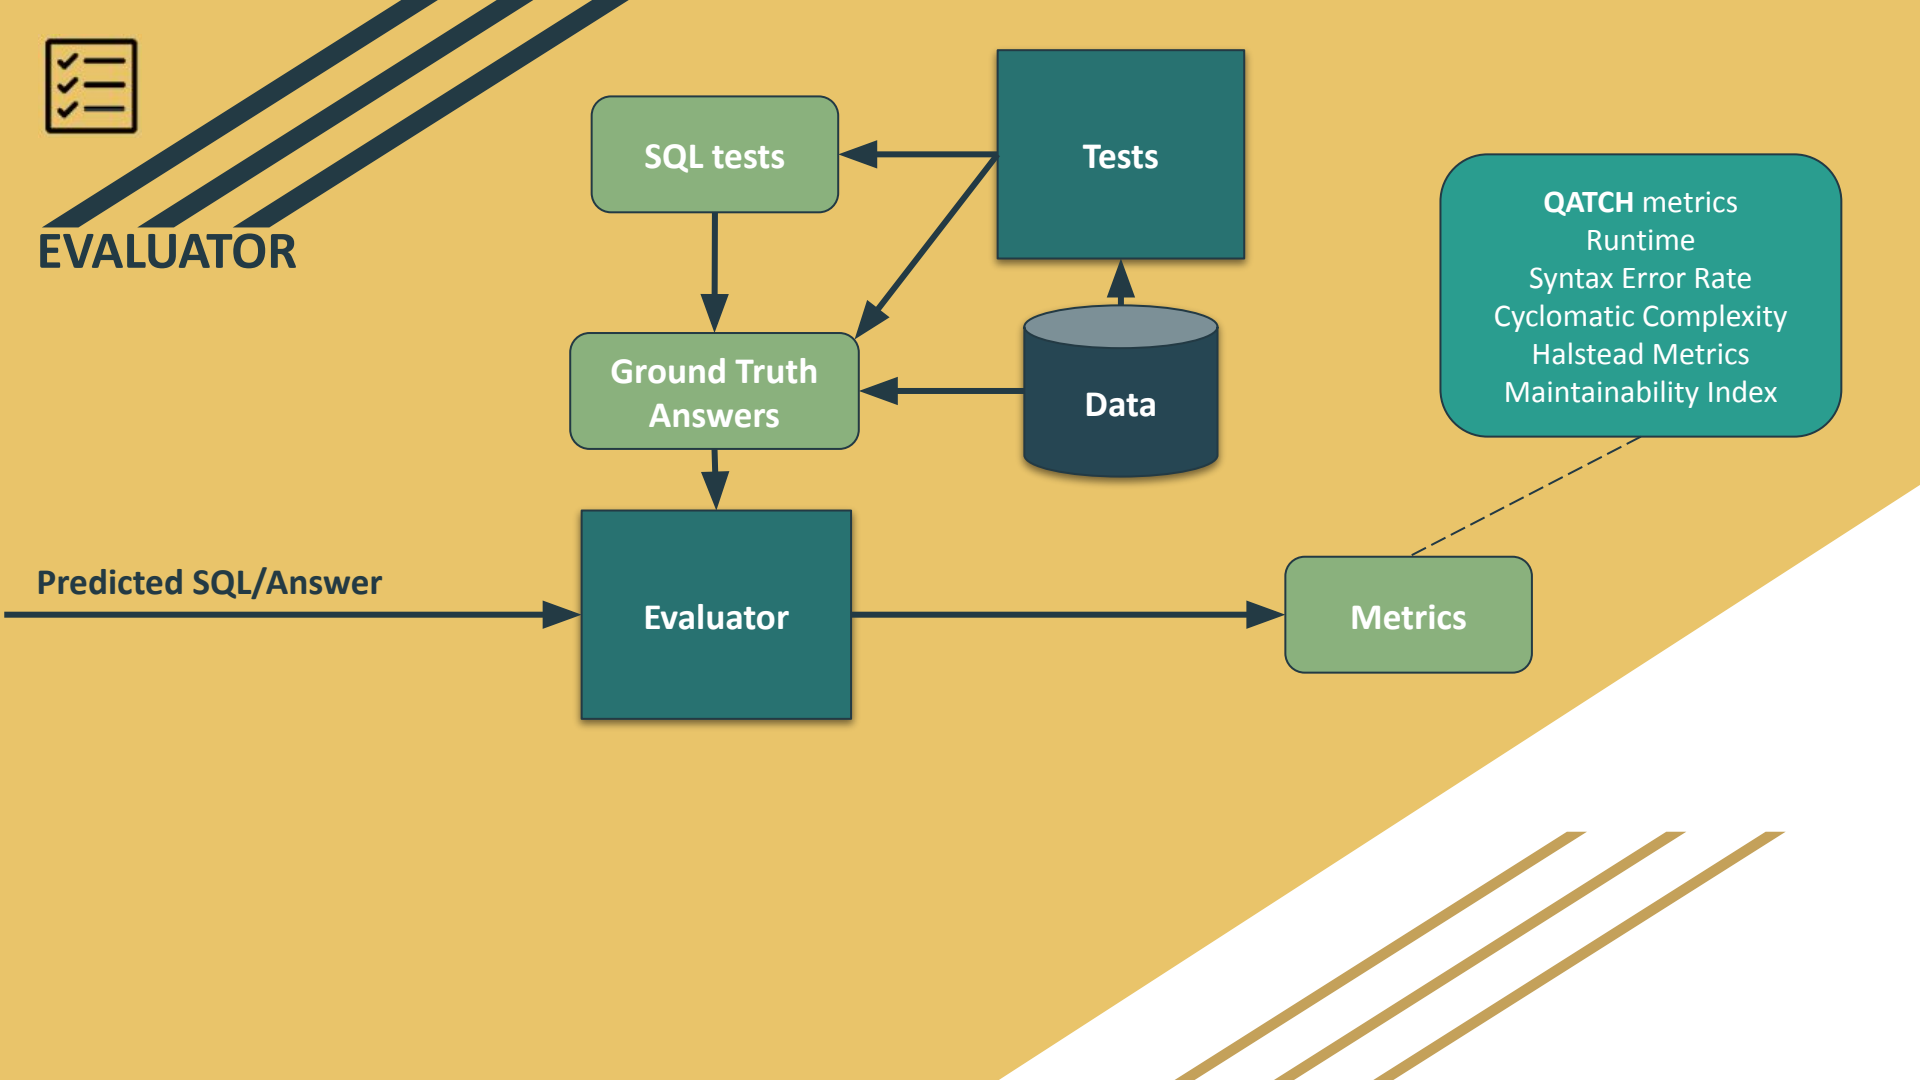 EVALUATOR
SQL tests
Tests
Ground Truth
Answers
Data
QATCH metrics
Runtime
Syntax Error Rate
Cyclomatic Complexity
Halstead Metrics
Maintainability Index
Predicted SQL/Answer
Evaluator
Metrics